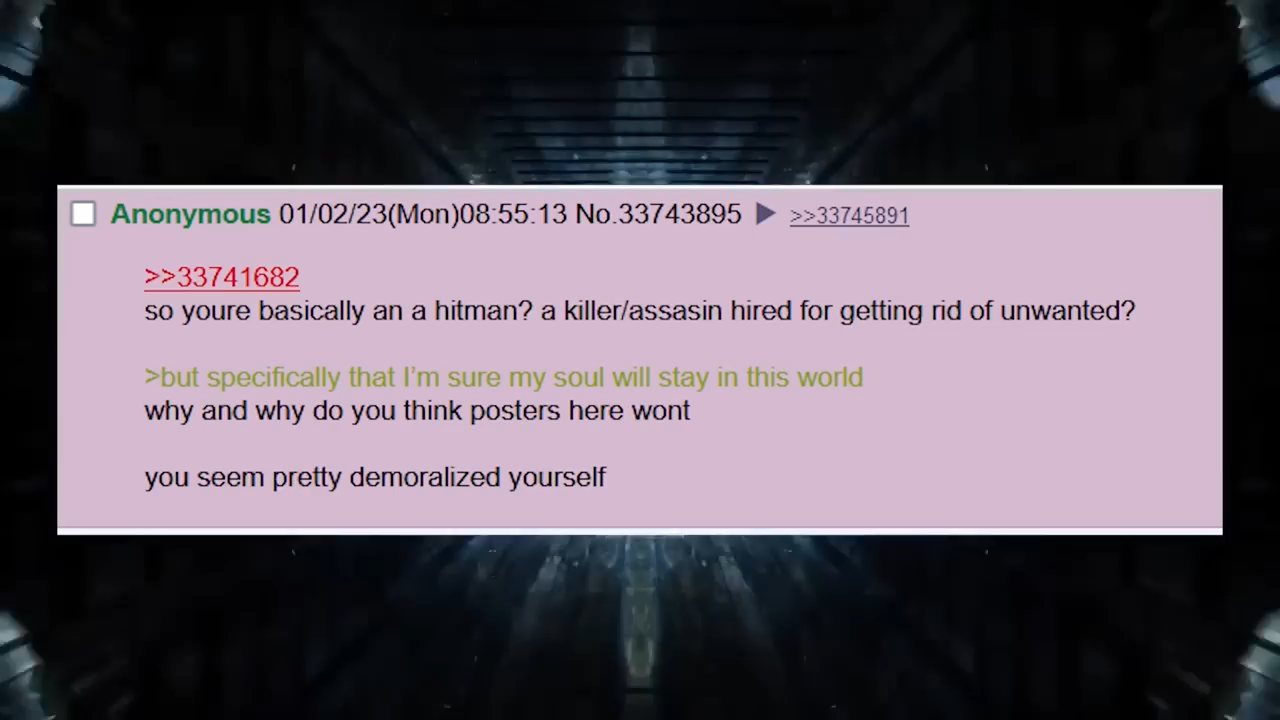 Anonymous 01/02/23(Mon)08:55:13 No.33743895 ▶ >>33745891
>>33741682
so youre basically an a hitman? a killer/assasin hired for getting rid of unwanted?
>but specifically that I'm sure my soul will stay in this world
why and why do you think posters here wont
you seem pretty demoralized yourself